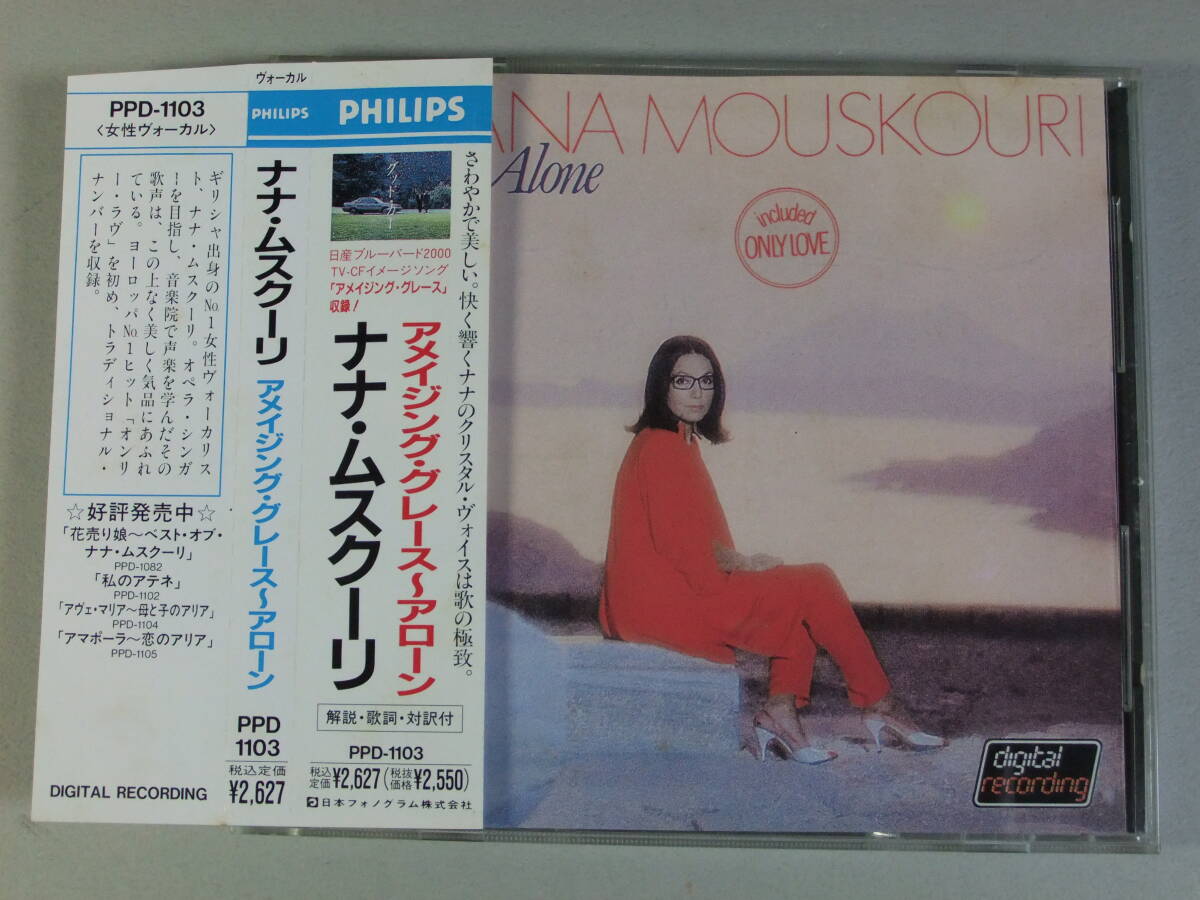 PPD-1103
〈女性ヴォーカル〉
ギリシャ出身のNo.1女性ヴォーカリス
ト、ナナ・ムスクーリ。オペラ・シンガ
ーを目指し、音楽院で声楽を学んだその
歌声は、この上なく美しく気品にあふれ
ている。ヨーロッパNo.1ヒット「オンリ
ー・ラヴ」を初め、トラディショナル・
ナンバーを収録。
☆好評発売中☆
「花売り娘〜ベスト・オブ・
ナナ・ムスクーリ」
PPD-1082
「私のアテネ」
PPD-1102
「アヴェ・マリア〜母と子のアリア」
PPD-1104
「アマポーラ〜恋のアリア」
PPD-1105
DIGITAL RECORDING
ヴォーカル
PHILIPS
ナナ・ムスクーリ アメイジング・グレース〜アローン
PPD
1103
税込定価
¥2,627
PHILIPS
さわやかで美しい。快く響くナナのクリスタル・ヴォイスは歌の極致。
グッドカー
日産ブルーバード2000
TV-CFイメージソング
「アメイジング・グレース」
収録!
アメイジング・グレース〜アローン
ナナ・ムスクーリ
解説・歌詞・対訳付
PPD-1103
税込定価¥2,627(税抜価格¥2,550)
日本フォノグラム株式会社
ANA MOUSKOURI
Alone
included
ONLY LOVE
digital
recording